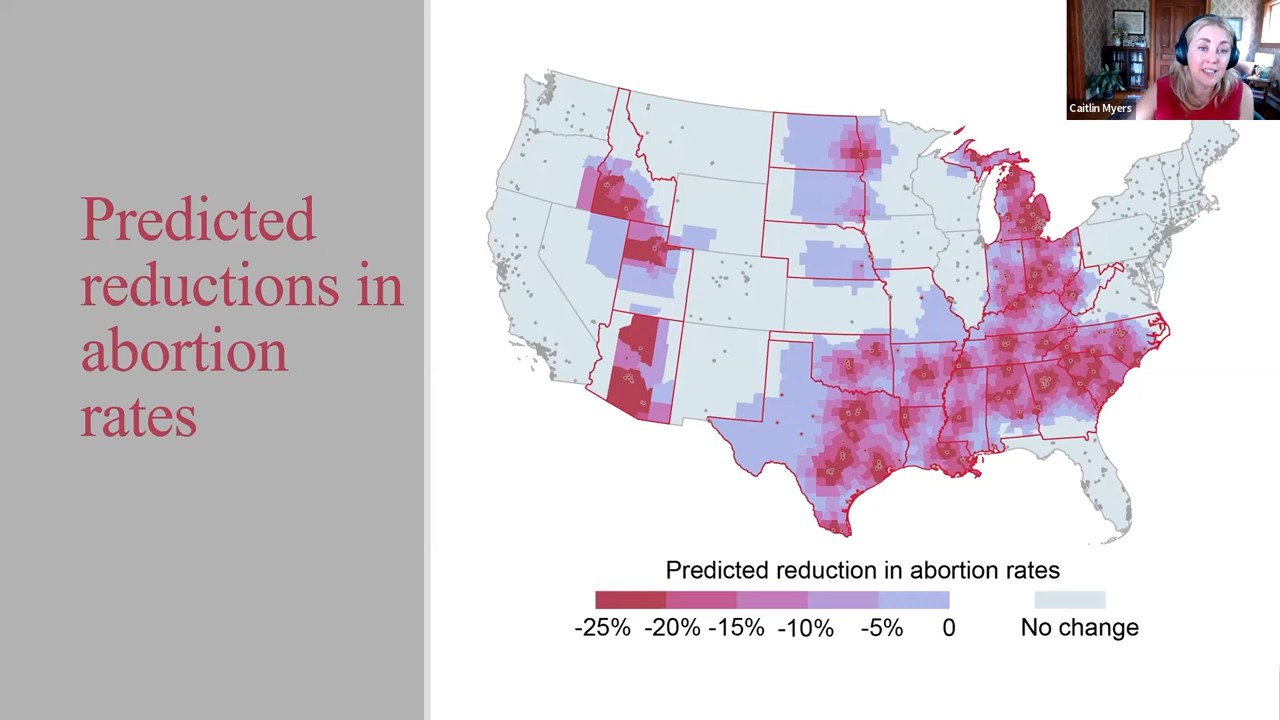 Caitlin Myers
Predicted
reductions in
abortion
rates
Predicted reduction in abortion rates
-25% -20% -15% -10% -5% 0 No change